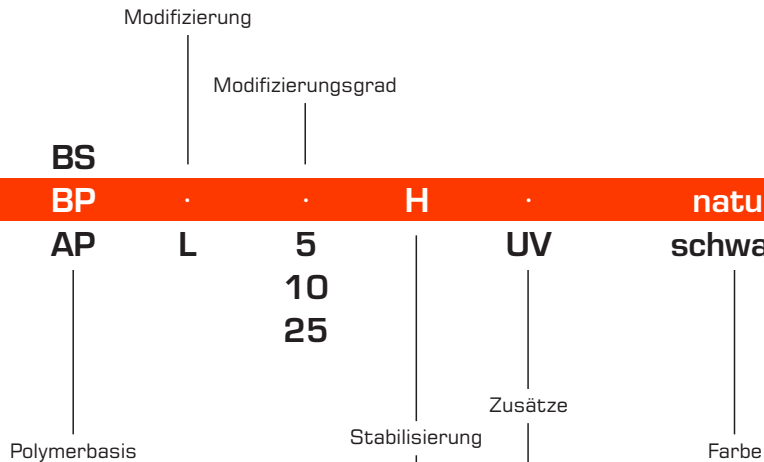 Modifizierung
Modifizierungsgrad
BS
BP · · H · natu
AP L 5 UV schwa
10
25
Zusätze
Stabilisierung
Polymerbasis
Farbe